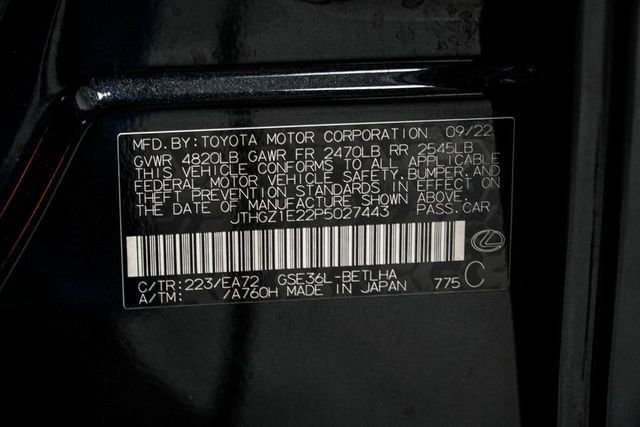 MFD.BY:TOYOTA MOTOR CORPORATION 09/22
GVWR 4820LB GAWR FR 2470LB RR 2545LB
THIS VEHICLE CONFORMS TO ALL APPLICABLE
FEDERAL MOTOR VEHICLE SAFETY,BUMPER,AND
THEFT PREVENTION STANDARDS IN EFFECT ON
THE DATE OF MANUFACTURE SHOWN ABOVE.
JTHGZ1E22P5027443 PASS.CAR
C/TR:223/EA72 GSE36L-BETLHA
A/TM: /A760H MADE IN JAPAN 775 C